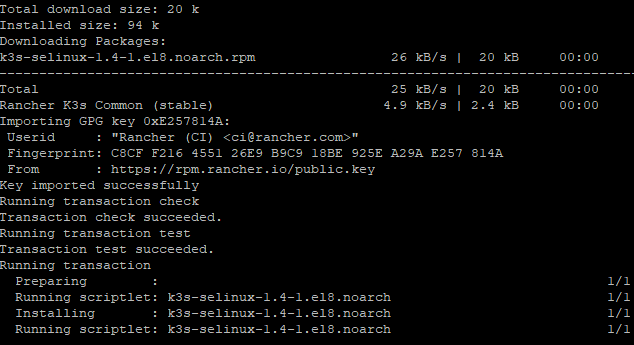 Total download size: 20 k
Installed size: 94 k
Downloading Packages:
k3s-selinux-1.4-1.el8.noarch.rpm 26 kB/s | 20 kB 00:00
--------------------------------------------------------------------------------
Total 25 kB/s | 20 kB 00:00
Rancher K3s Common (stable) 4.9 kB/s | 2.4 kB 00:00
Importing GPG key 0xE257814A:
Userid : "Rancher (CI) <ci@rancher.com>"
Fingerprint: C8CF F216 4551 26E9 B9C9 18BE 925E A29A E257 814A
From : https://rpm.rancher.io/public.key
Key imported successfully
Running transaction check
Transaction check succeeded.
Running transaction test
Transaction test succeeded.
Running transaction
Preparing : 1/1
Running scriptlet: k3s-selinux-1.4-1.el8.noarch 1/1
Installing : k3s-selinux-1.4-1.el8.noarch 1/1
Running scriptlet: k3s-selinux-1.4-1.el8.noarch 1/1